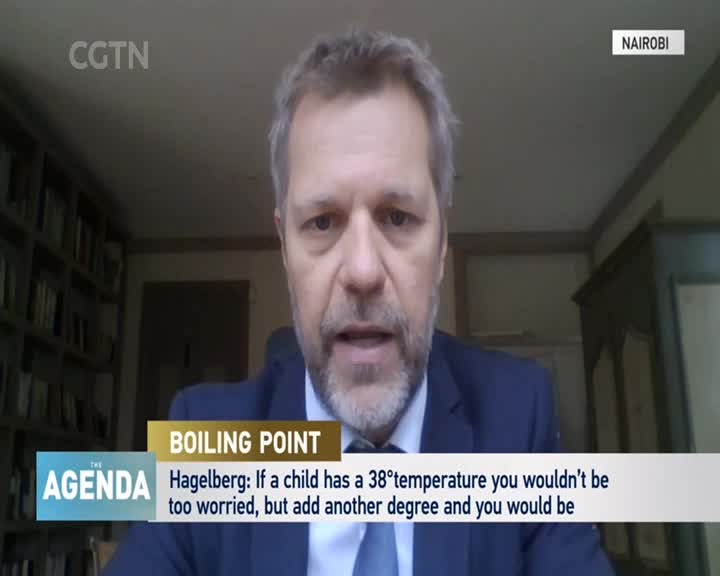 CGTN
NAIROBI
BOILING POINT
THE
AGENDA
Hagelberg: If a child has a 38°temperature you wouldn't be
too worried, but add another degree and you would be